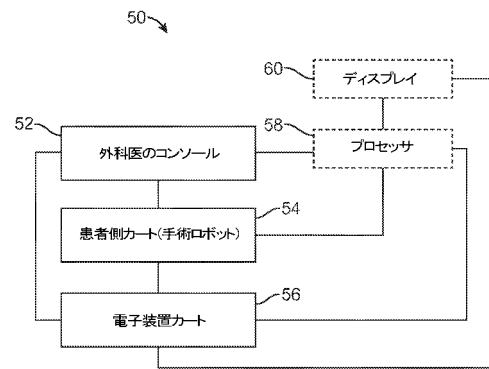 50
60
ディスプレイ
52
58
外科医のコンソール
プロセッサ
54
患者側カート(手術ロボット)
56
電子装置カート